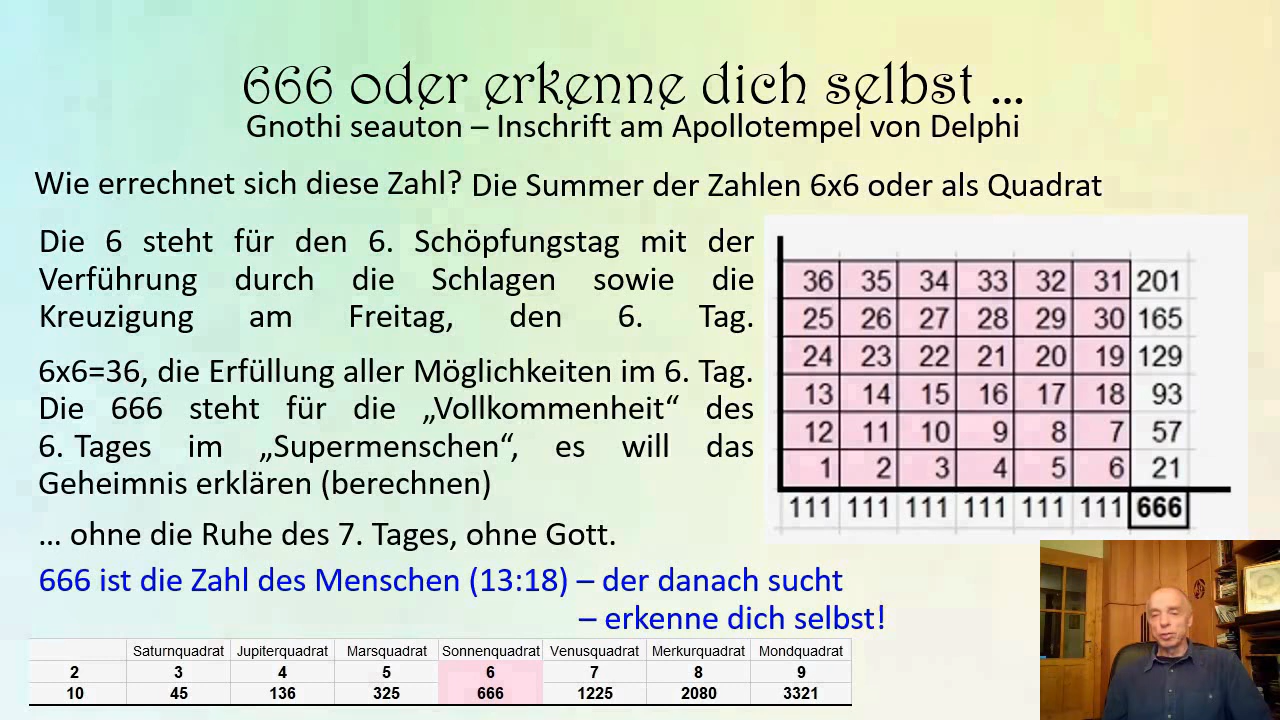 666 oder erkenne dich selbst ...
Gnothi seauton – Inschrift am Apollotempel von Delphi
Wie errechnet sich diese Zahl? Die Summer der Zahlen 6x6 oder als Quadrat
Die 6 steht für den 6. Schöpfungstag mit der
Verführung durch die Schlagen sowie die
Kreuzigung am Freitag, den 6. Tag.
6x6=36, die Erfüllung aller Möglichkeiten im 6. Tag.
Die 666 steht für die „Vollkommenheit“ des
6. Tages im „Supermenschen“, es will das
Geheimnis erklären (berechnen)
... ohne die Ruhe des 7. Tages, ohne Gott.
666 ist die Zahl des Menschen (13:18) – der danach sucht
– erkenne dich selbst!
36 35 34 33 32 31 201
25 26 27 28 29 30 165
24 23 22 21 20 19 129
13 14 15 16 17 18 93
12 11 10 9 8 7 57
1 2 3 4 5 6 21
111 111 111 111 111 111 666
Saturnquadrat Jupiterquadrat Marsquadrat Sonnenquadrat Venusquadrat Merkurquadrat Mondquadrat
2 3 4 5 6 7 8 9
10 45 136 325 666 1225 2080 3321